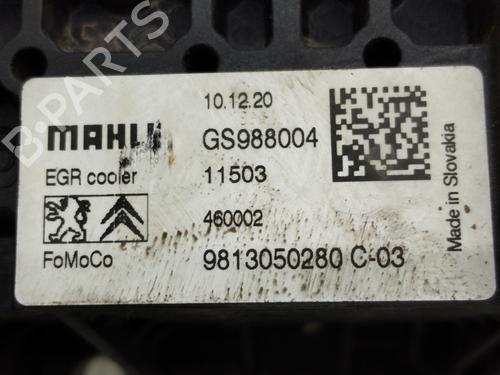 10.12.20
MAHLE GS988004
EGR cooler 11503
460002
FoMoCo 9813050280 C-03
Made in Slovakia
B-PARTS